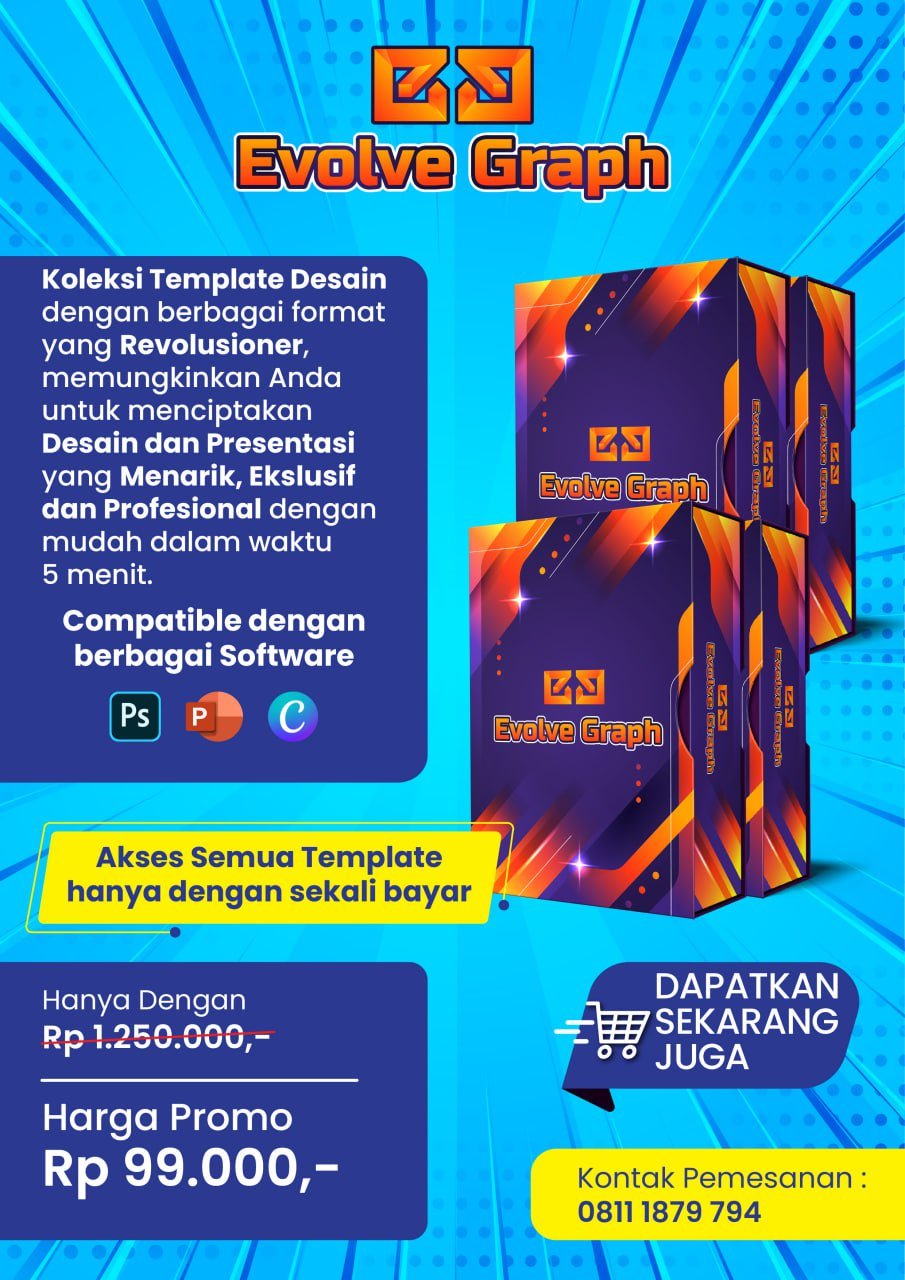 Evolve Graph
Koleksi Template Desain
dengan berbagai format
yang Revolusioner,
memungkinkan Anda
untuk menciptakan
Desain dan Presentasi
yang Menarik, Ekslusif
dan Profesional dengan
mudah dalam waktu
5 menit.
Compatible dengan
berbagai Software
Ps
P
C
Evolve Graph
Evolve Graph
Evolve Graph
Evolve Graph
Evolve Graph
Evolve Graph
Akses Semua Template
hanya dengan sekali bayar
Hanya Dengan
Rp 1.250.000,-
Harga Promo
Rp 99.000,-
DAPATKAN
SEKARANG
JUGA
Kontak Pemesanan :
0811 1879 794